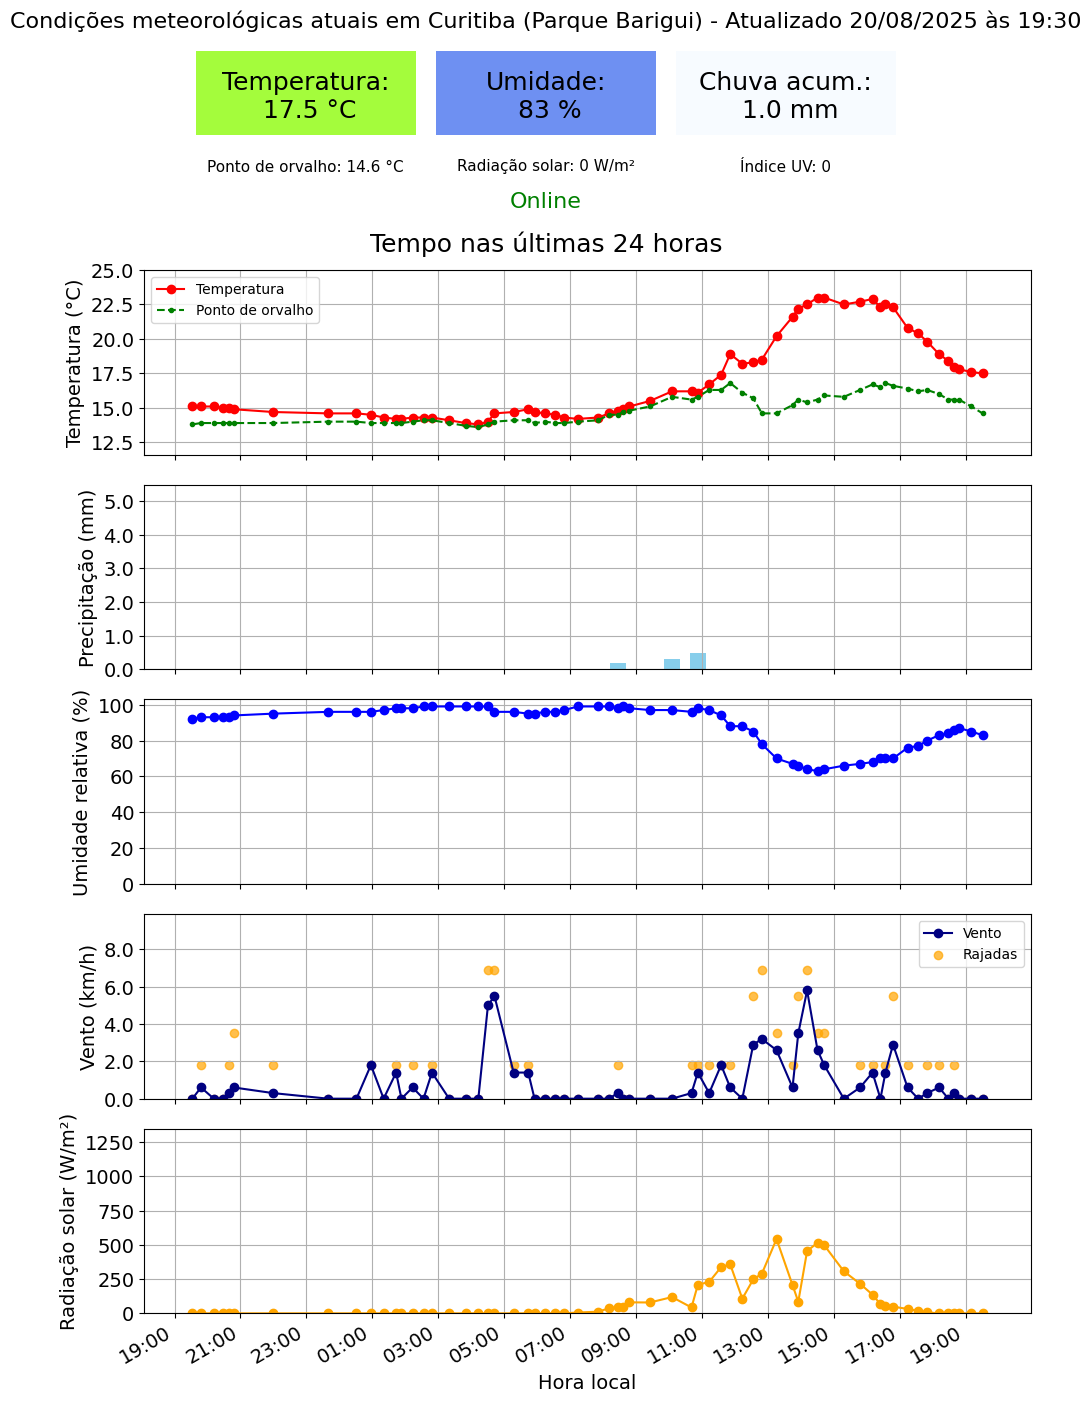 Condições meteorológicas atuais em Curitiba (Parque Barigui) - Atualizado 20/08/2025 às 19:30
Temperatura:
17.5 °C
Umidade:
83 %
Chuva acum.:
1.0 mm
Ponto de orvalho: 14.6 °C
Radiação solar: 0 W/m²
Índice UV: 0
Online
Tempo nas últimas 24 horas
Temperatura (°C)
25.0
22.5
20.0
17.5
15.0
12.5
Temperatura
Ponto de orvalho
Precipitação (mm)
5.0
4.0
3.0
2.0
1.0
0.0
Umidade relativa (%)
100
80
60
40
20
0
Vento (km/h)
8.0
6.0
4.0
2.0
0.0
Vento
Rajadas
Radiação solar (W/m²)
1250
1000
750
500
250
0
19:00
21:00
23:00
01:00
03:00
05:00
07:00
09:00
11:00
13:00
15:00
17:00
19:00
Hora local